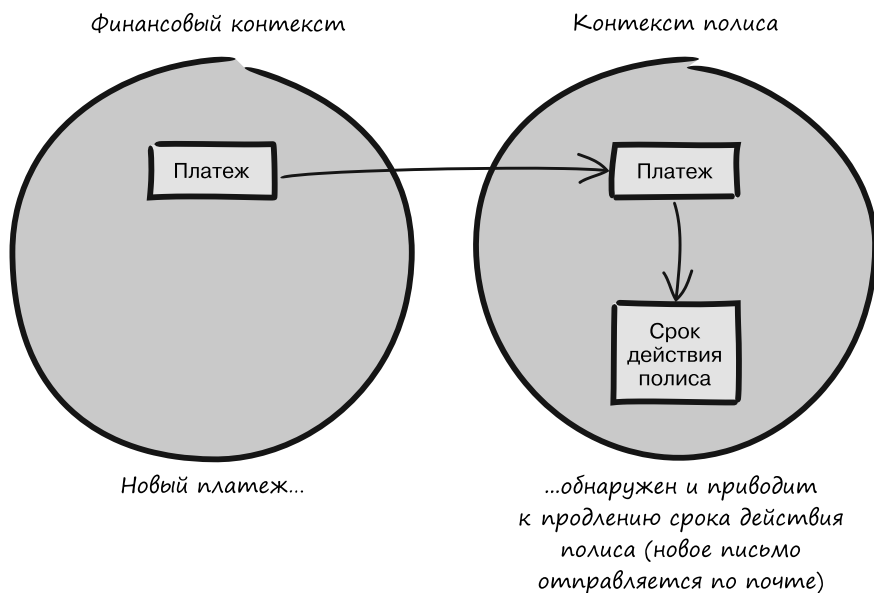 Финансовый контекст
Контекст полиса
Платеж
Платеж
Срок
действия
полиса
Новый платеж...
...обнаружен и приводит
к продлению срока действия
полиса (новое письмо
отправляется по почте)